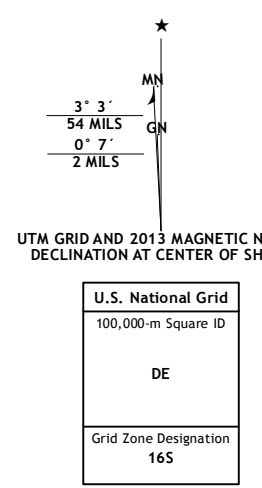 ★
MN
3° 3´
54 MILS
GN
0° 7´
2 MILS
UTM GRID AND 2013 MAGNETIC N
DECLINATION AT CENTER OF SH
U.S. National Grid
100,000-m Square ID
DE
Grid Zone Designation
16S